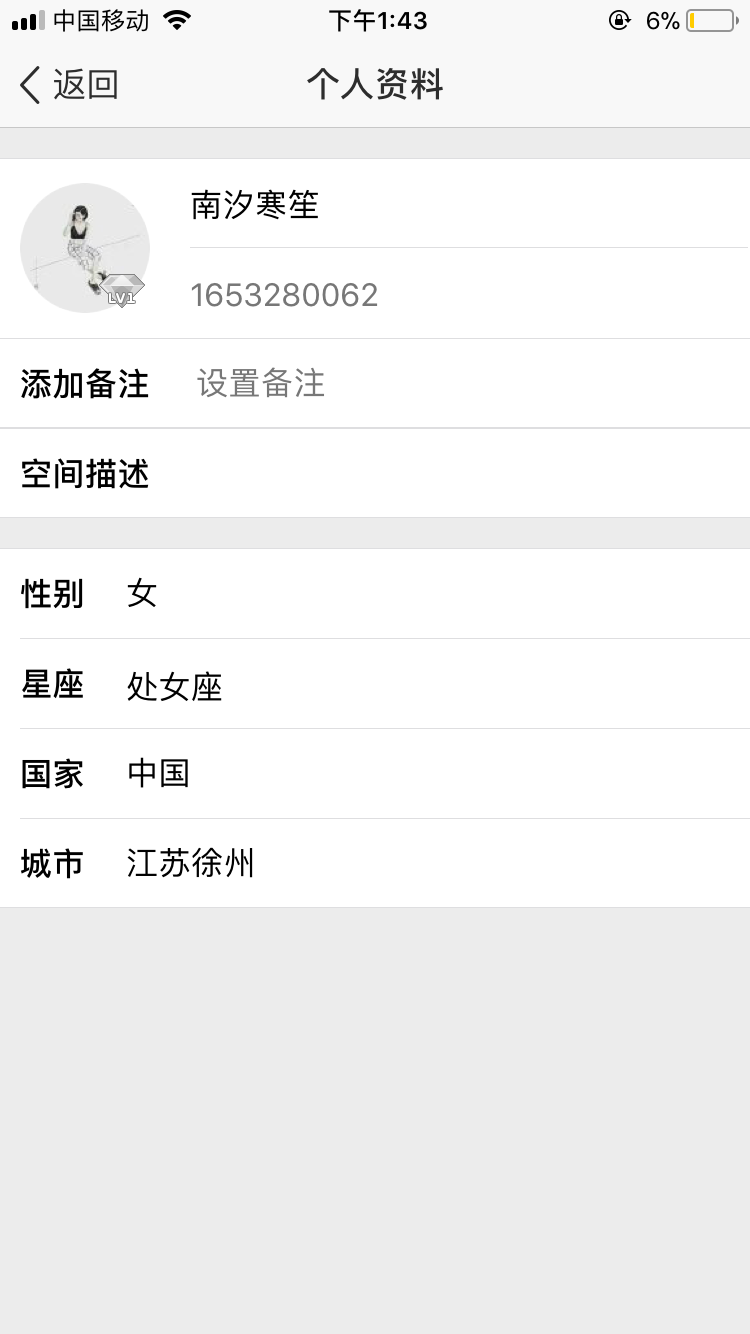 中国移动 下午1:43 6%
返回 个人资料
南汐寒笙
LV1
1653280062
添加备注 设置备注
空间描述
性别 女
星座 处女座
国家 中国
城市 江苏徐州